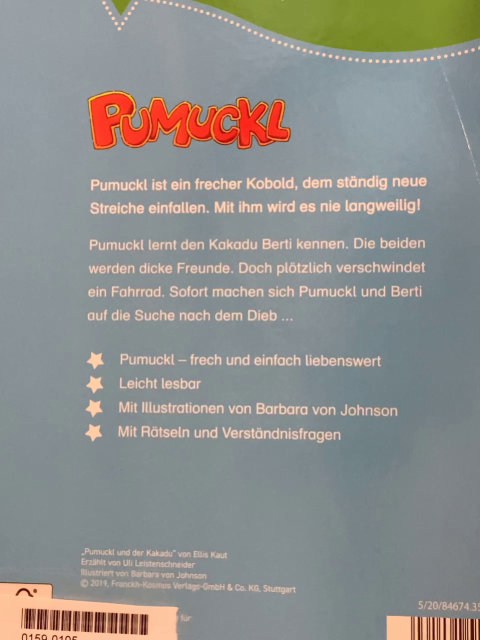 PUMUCKL
Pumuckl ist ein frecher Kobold, dem ständig neue
Streiche einfallen. Mit ihm wird es nie langweilig!
Pumuckl lernt den Kakadu Berti kennen. Die beiden
werden dicke Freunde. Doch plötzlich verschwindet
ein Fahrrad. Sofort machen sich Pumuckl und Berti
auf die Suche nach dem Dieb ...
Pumuckl – frech und einfach liebenswert
Leicht lesbar
Mit Illustrationen von Barbara von Johnson
Mit Rätseln und Verständnisfragen
„Pumuckl und der Kakadu" von Ellis Kaut
Erzählt von Uli Leistenschneider
Illustriert von Barbara von Johnson
© 2019, Franckh-Kosmos Verlags-GmbH & Co. KG, Stuttgart
für
5/20/84674.35